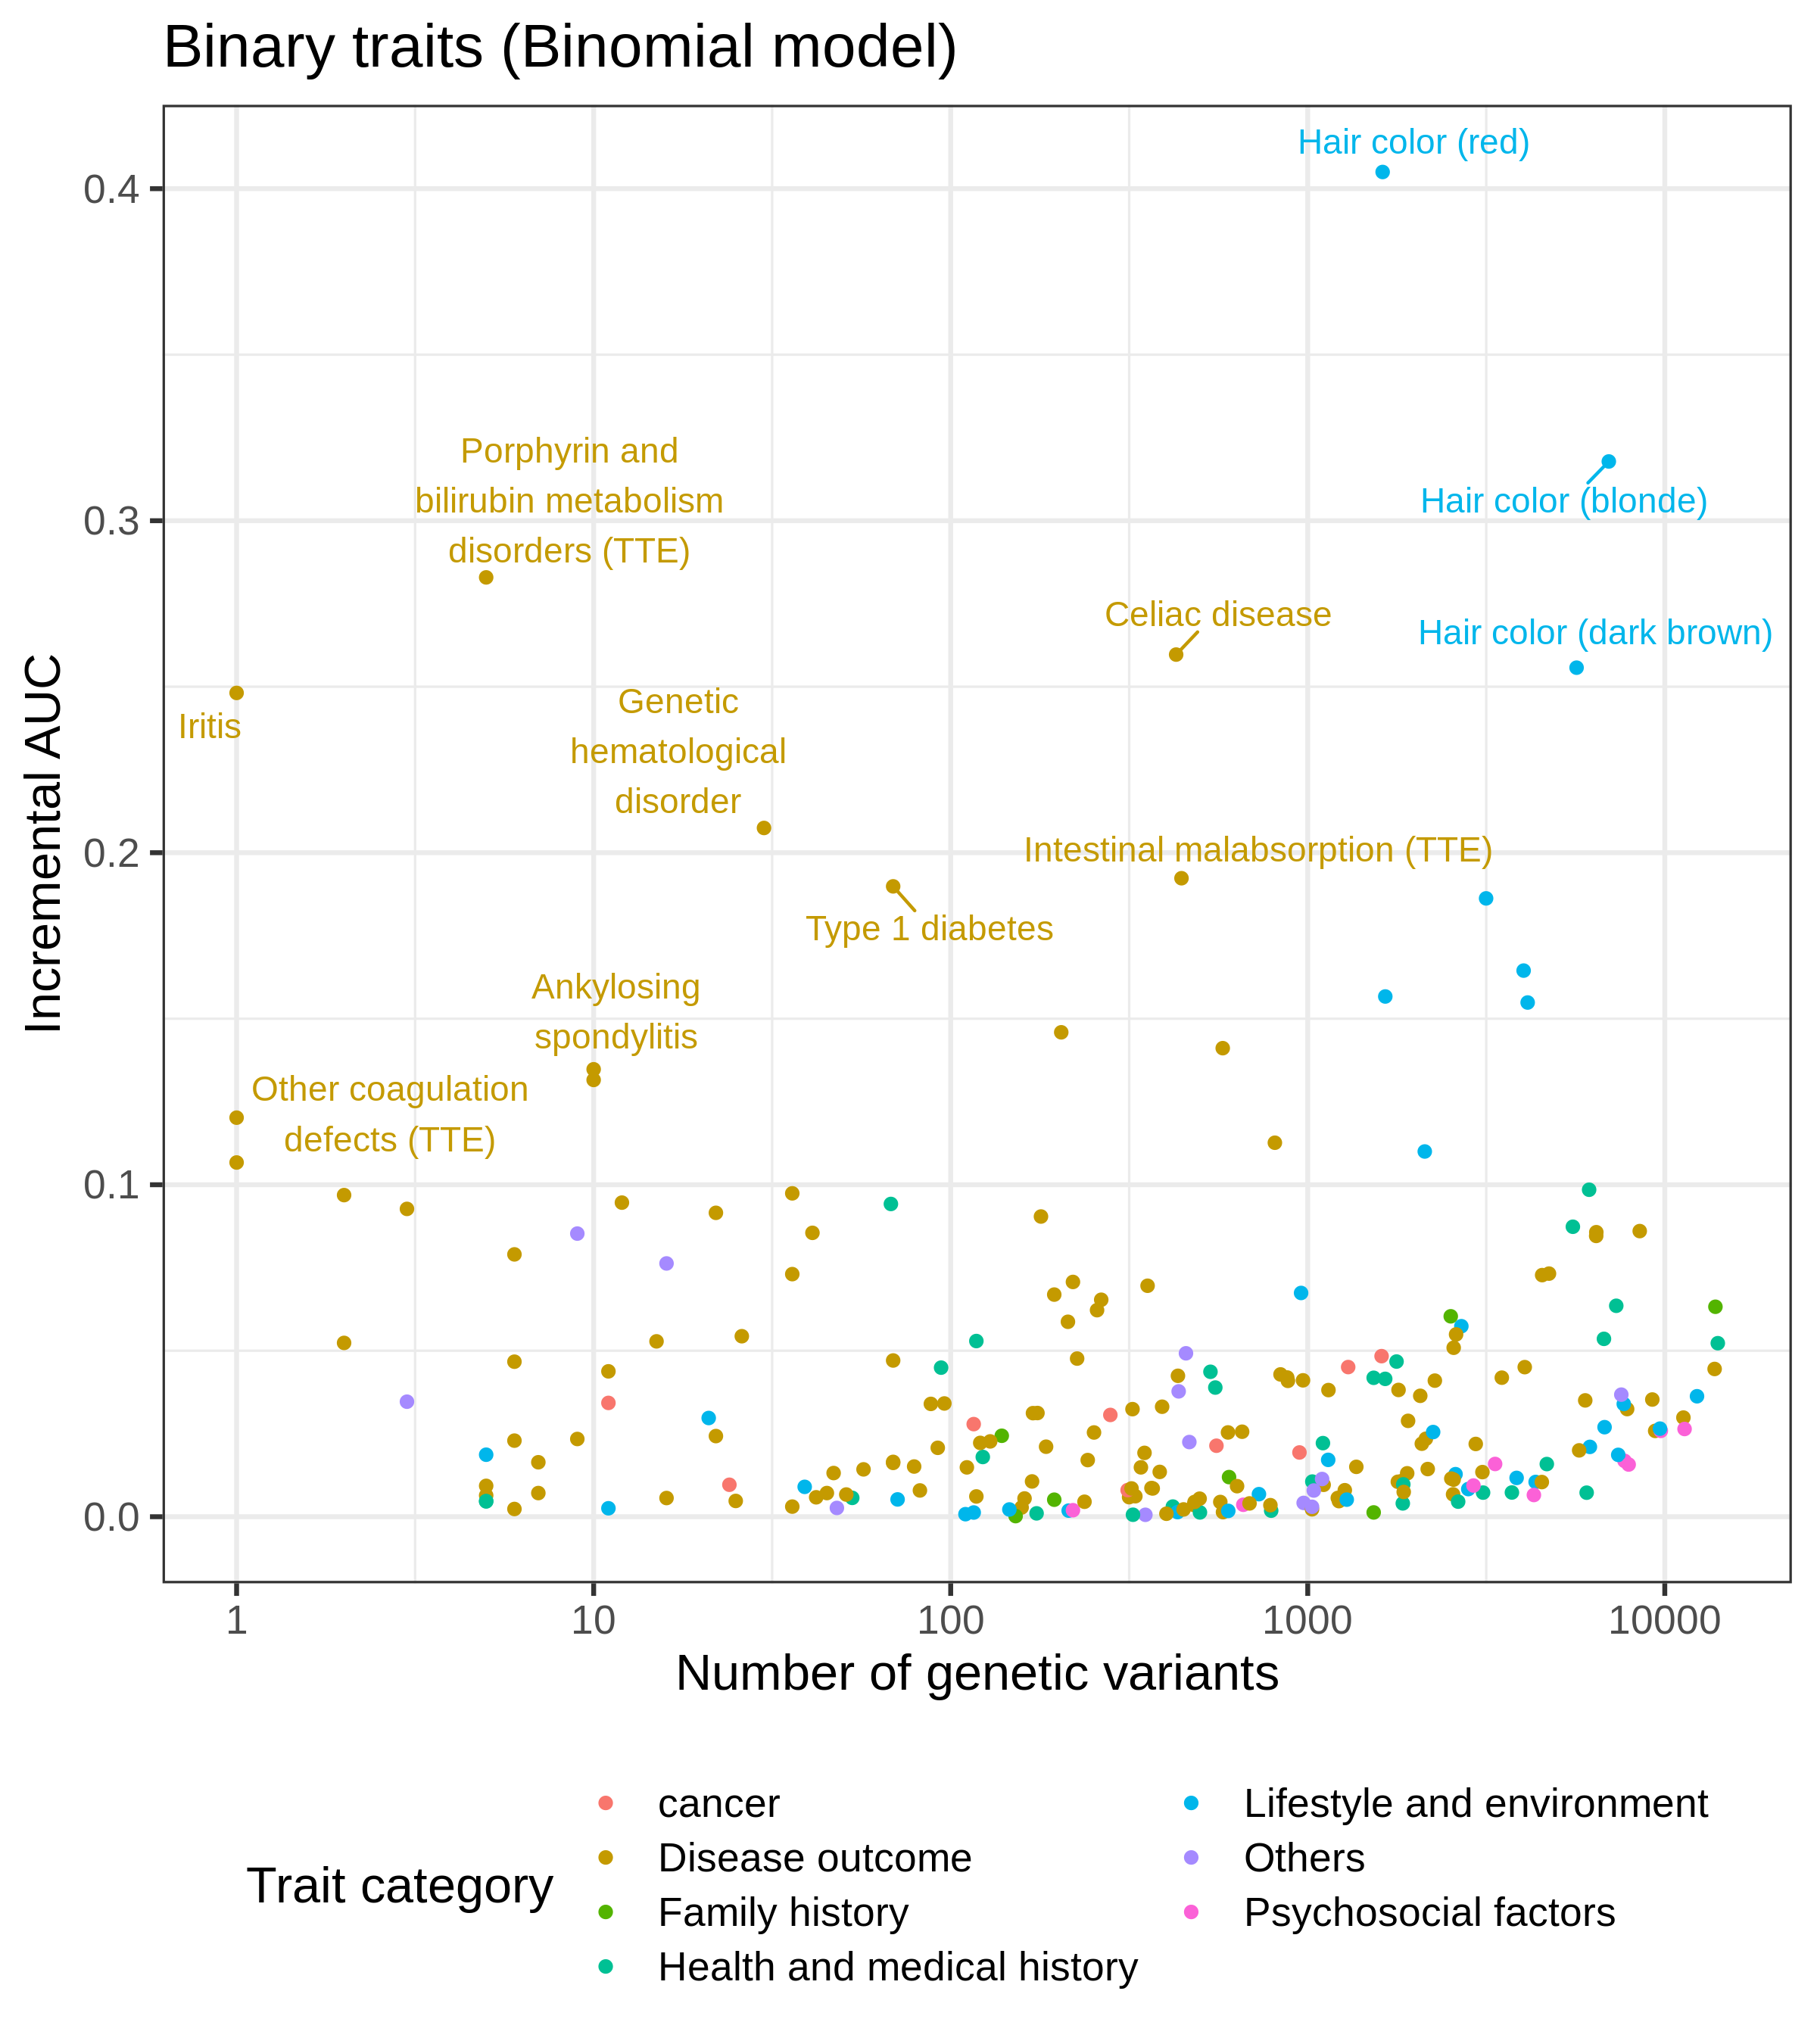 Binary traits (Binomial model)
Hair color (red)
0.4
Porphyrin and
bilirubin metabolism
disorders (TTE)
Hair color (blonde)
0.3
Celiac disease
Hair color (dark brown)
Iritis
Genetic
hematological
disorder
Incremental AUC
0.2
Intestinal malabsorption (TTE)
Type 1 diabetes
Ankylosing
spondylitis
Other coagulation
defects (TTE)
0.1
0.0
1
10
100
1000
10000
Number of genetic variants
Trait category
cancer
Disease outcome
Family history
Health and medical history
Lifestyle and environment
Others
Psychosocial factors